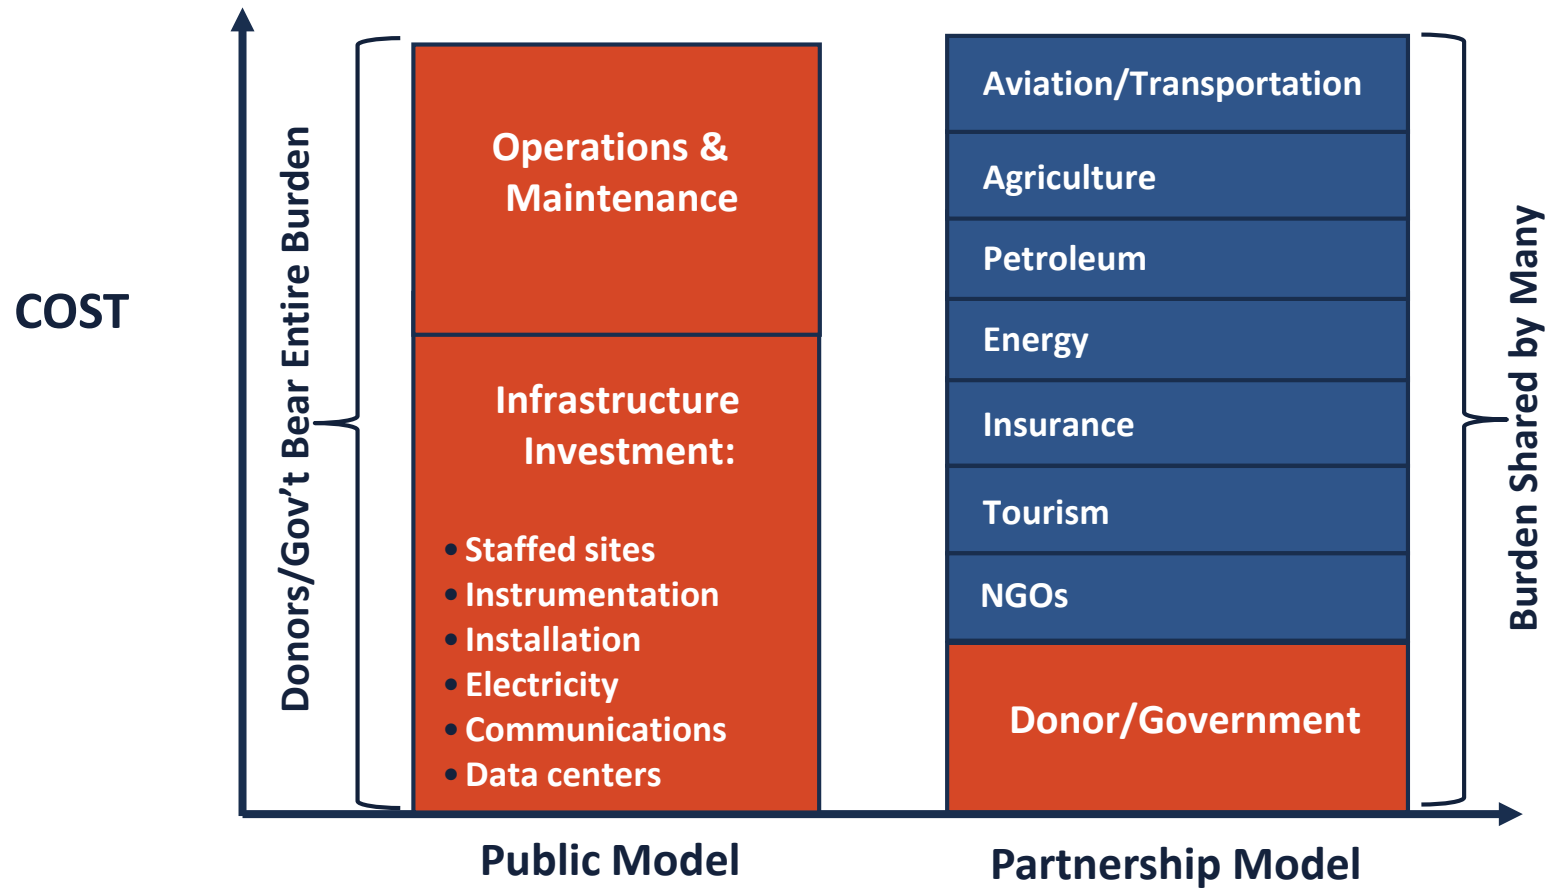 COST
Donors/Gov’t Bear Entire Burden
Operations &
Maintenance
Infrastructure
Investment:
• Staffed sites
• Instrumentation
• Installation
• Electricity
• Communications
• Data centers
Public Model
Aviation/Transportation
Agriculture
Petroleum
Energy
Insurance
Tourism
NGOs
Donor/Government
Partnership Model
Burden Shared by Many